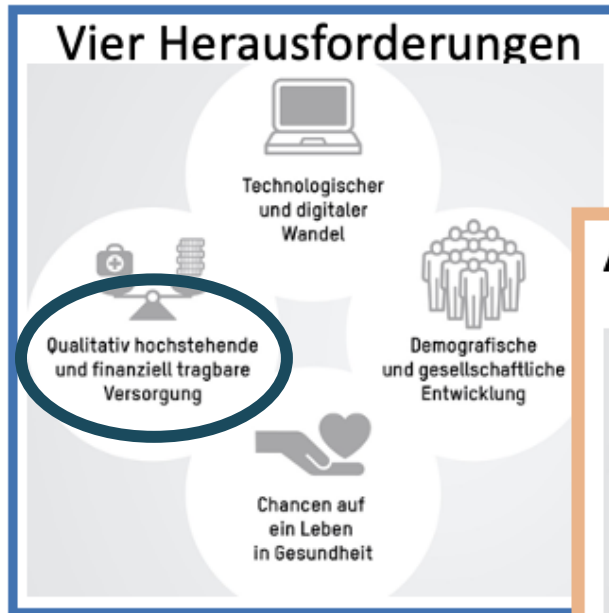 Vier Herausforderungen
Technologischer
und digitaler
Wandel
Qualitativ hochstehende
und finanziell tragbare
Versorgung
Demografische
und gesellschaftliche
Entwicklung
Chancen auf
ein Leben
in Gesundheit